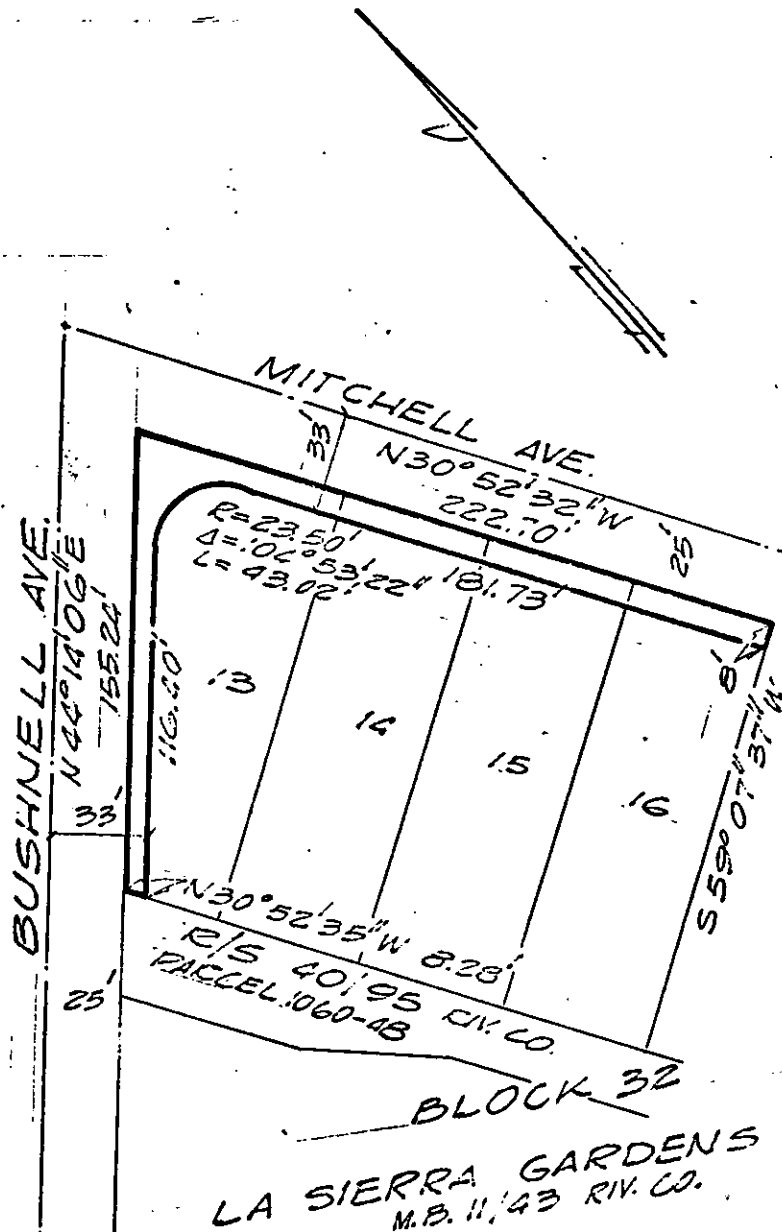 MITCHELL AVE.
33'
N30°52'32"W
222.70'
25'
R=23.50'
Δ=104°53'22"
L=43.02'
181.73'
BUSHNELL AVE.
N44°14'06"E
155.24'
116.20'
33'
25'
13
14
15
16
8'
S59°07'37"W
N30°52'35"W 8.28'
R/S 40/95 RIV. CO.
PARCEL 1060-4B
BLOCK 32
LA SIERRA GARDENS
M.B. 11/43 RIV. CO.